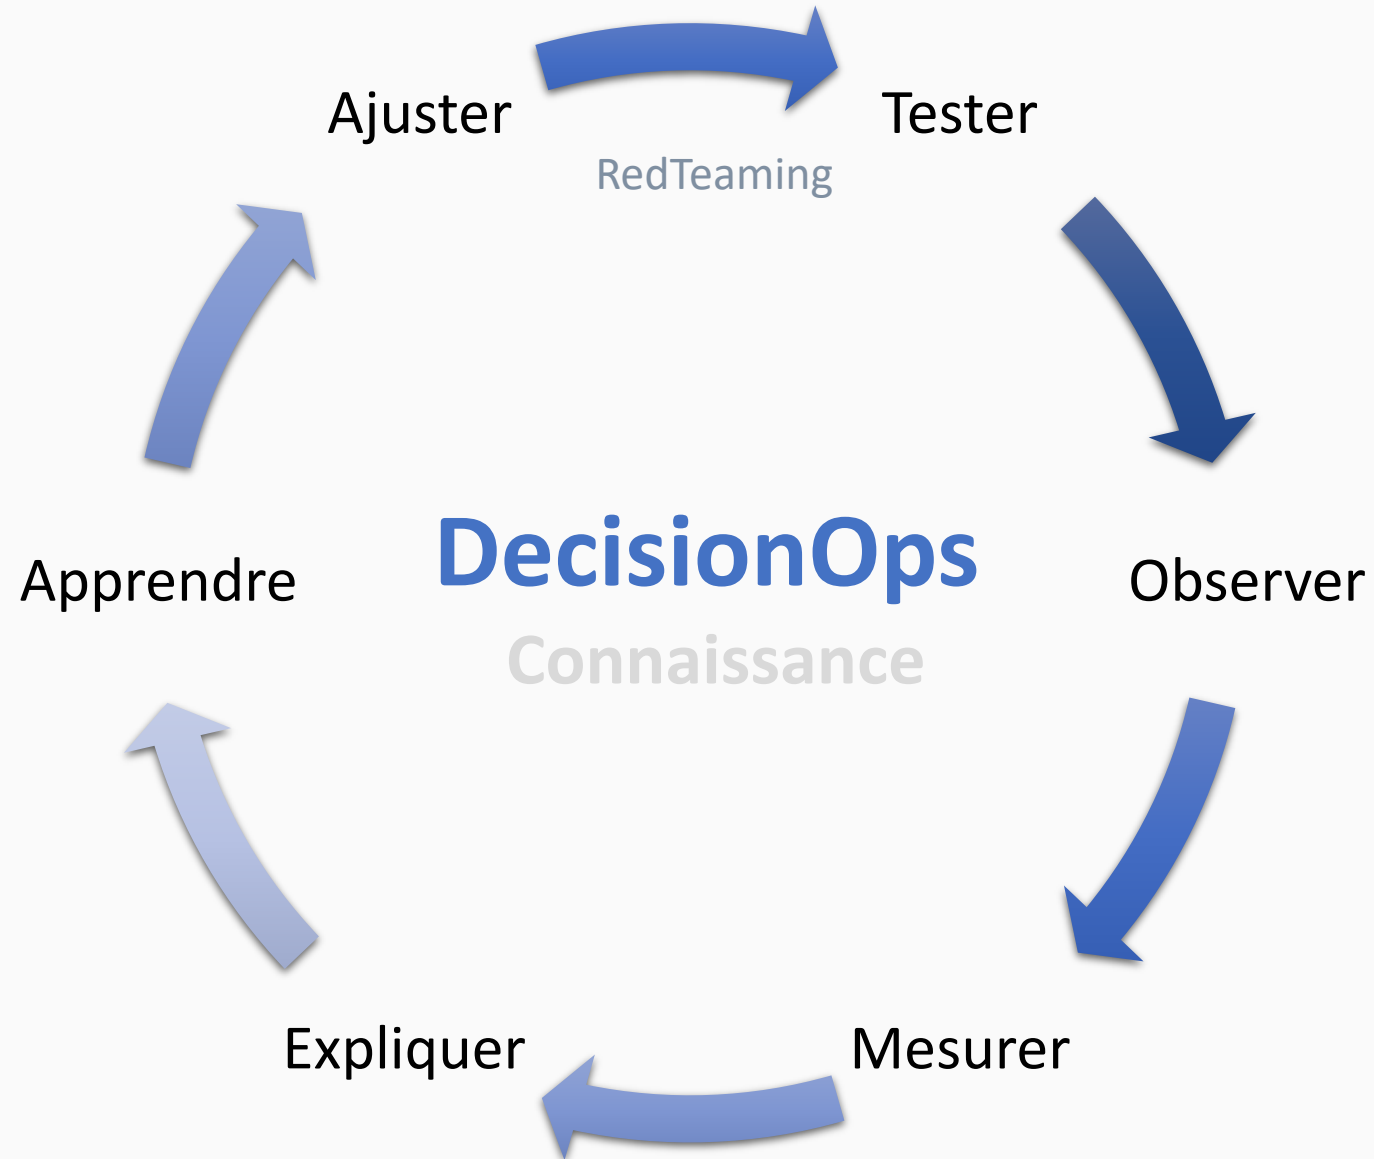 Ajuster
Tester
RedTeaming
Apprendre
DecisionOps
Observer
Connaissance
Expliquer
Mesurer